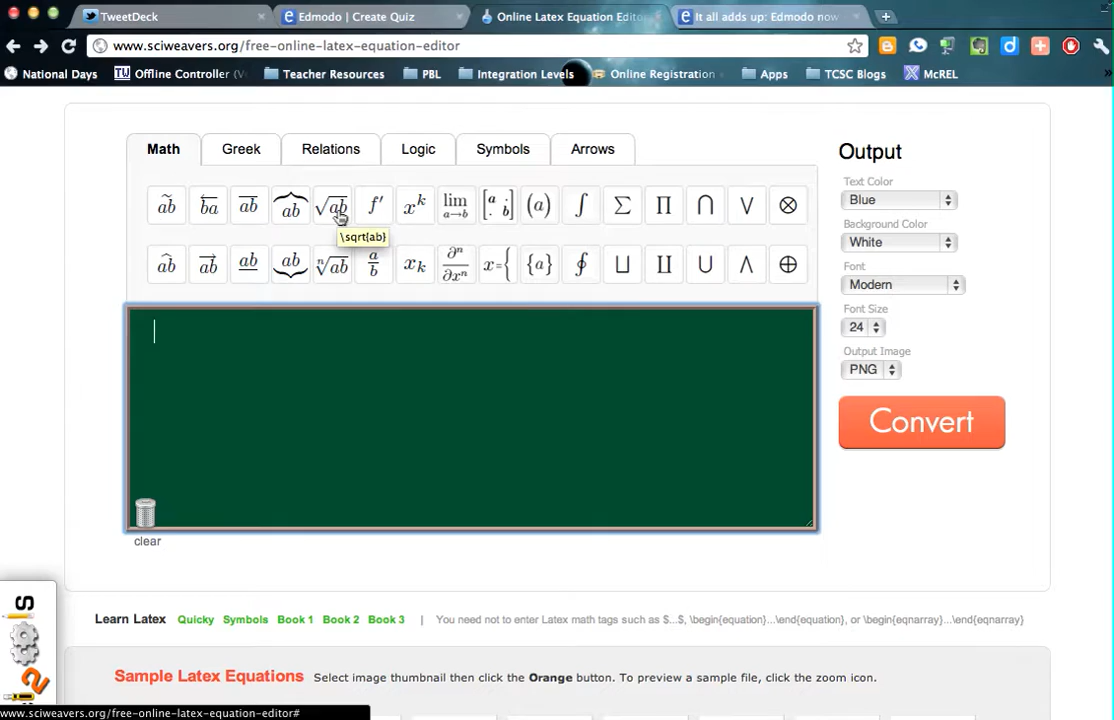 TweetDeck
Edmodo | Create Quiz
Online Latex Equation Edito
It all adds up: Edmodo now
www.sciweavers.org/free-online-latex-equation-editor
National Days
Offline Controller (V
Teacher Resources
PBL
Integration Levels
Online Registration
Apps
TCSC Blogs
McREL
Math
Greek
Relations
Logic
Symbols
Arrows
\sqrt{ab}
clear
Output
Text Color
Blue
Background Color
White
Font
Modern
Font Size
24
Output Image
PNG
Convert
Learn Latex Quicky Symbols Book 1 Book 2 Book 3 | You need not to enter Latex math tags such as $...$, \begin{equation}...\end{equation}, or \begin{eqnarray}...\end{eqnarray}
Sample Latex Equations Select image thumbnail then click the Orange button. To preview a sample file, click the zoom icon.
www.sciweavers.org/free-online-latex-equation-editor#